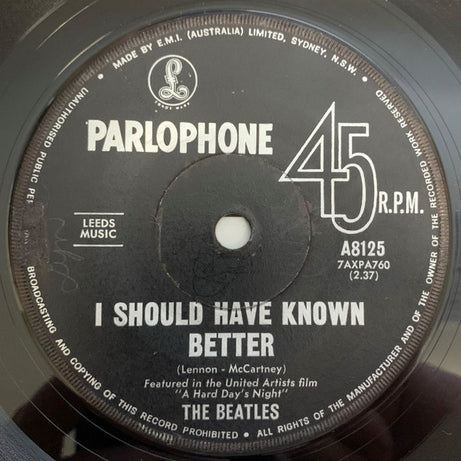 MADE BY E.M.I. (AUSTRALIA) LIMITED, SYDNEY, N.S.W. •
ALL RIGHTS OF THE MANUFACTURER AND OF THE OWNER OF THE RECORDED WORK RESERVED
UNAUTHORISED PUBLIC
BROADCASTING AND COPYING OF THIS RECORD PROHIBITED •
£
TRADE MARK
PARLOPHONE
45
R.P.M.
LEEDS
MUSIC
A8125
7AXPA760
(2.37)
I SHOULD HAVE KNOWN
BETTER
(Lennon - McCartney)
Featured in the United Artists film
"A Hard Day's Night"
THE BEATLES